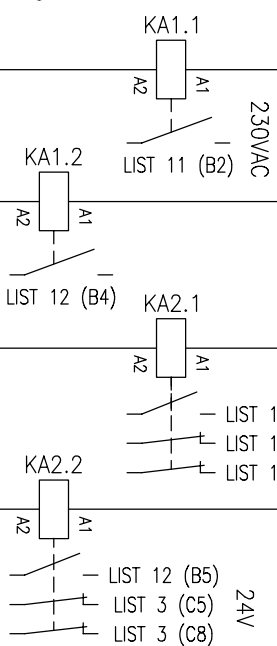 KA1.1
A2 A1
230VAC
LIST 11 (B2)
KA1.2
A2 A1
LIST 12 (B4)
KA2.1
A2 A1
LIST 1
LIST 1
LIST 1
KA2.2
A2 A1
LIST 12 (B5)
LIST 3 (C5)
LIST 3 (C8)
24V